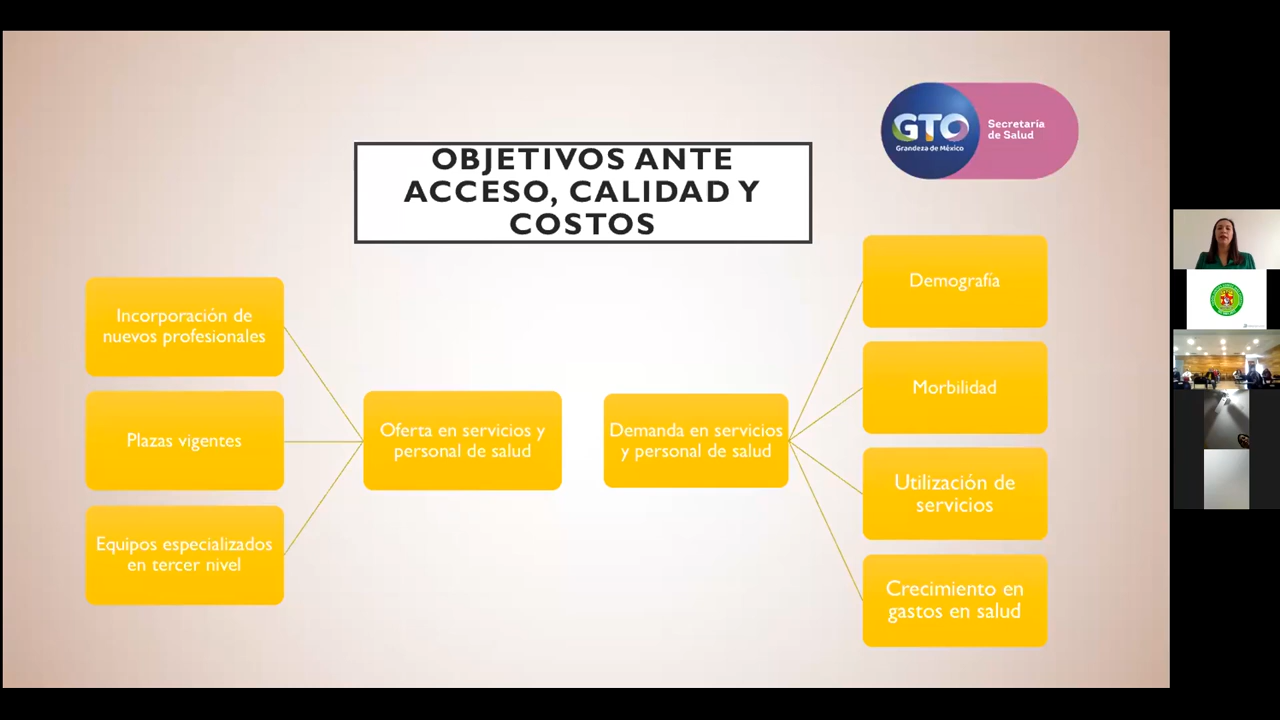 OBJETIVOS ANTE
ACCESO, CALIDAD Y
COSTOS
GTO
Grandeza de México
Secretaría
de Salud
Incorporación de
nuevos profesionales
Plazas vigentes
Equipos especializados
en tercer nivel
Oferta en servicios y
personal de salud
Demanda en servicios
y personal de salud
Demografía
Morbilidad
Utilización de
servicios
Crecimiento en
gastos en salud